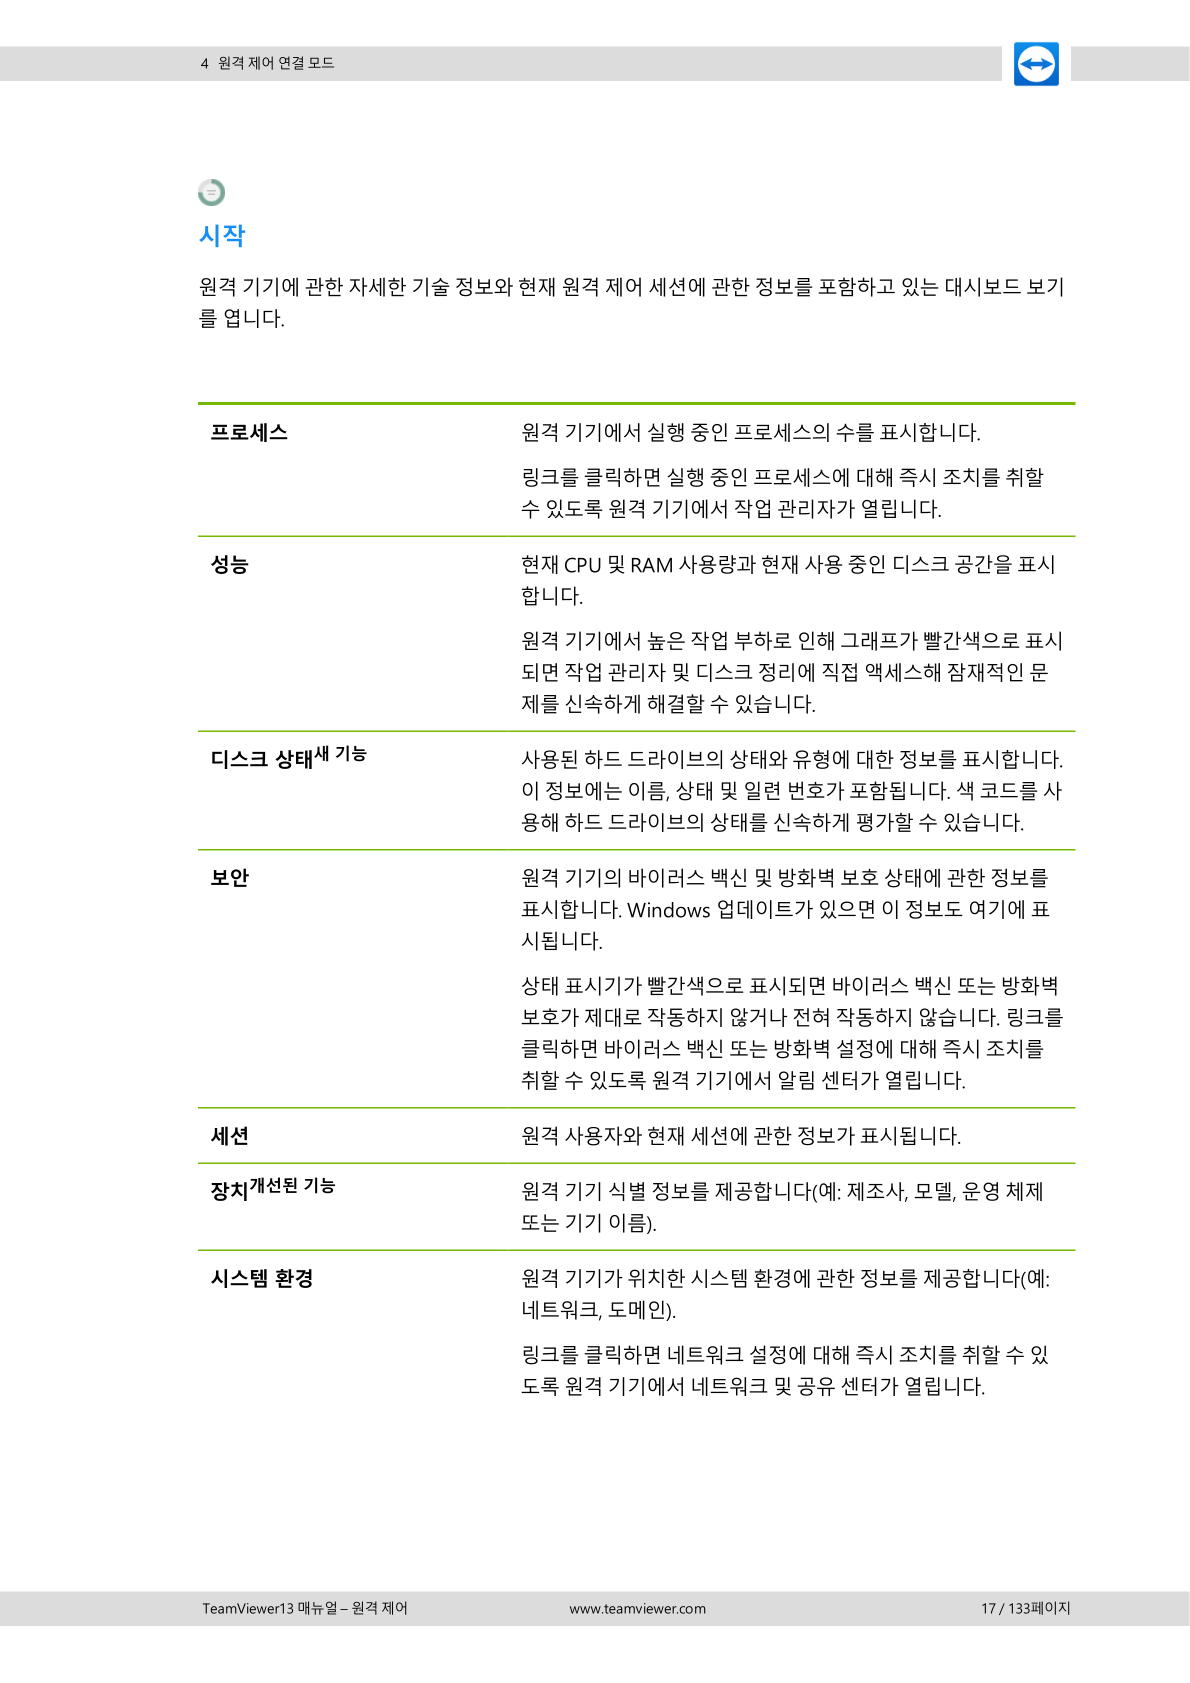 4 원격 제어 연결 모드
시작
원격 기기에 관한 자세한 기술 정보와 현재 원격 제어 세션에 관한 정보를 포함하고 있는 대시보드 보기
를 엽니다.
프로세스
원격 기기에서 실행 중인 프로세스의 수를 표시합니다.
링크를 클릭하면 실행 중인 프로세스에 대해 즉시 조치를 취할
수 있도록 원격 기기에서 작업 관리자가 열립니다.
성능
현재 CPU 및 RAM 사용량과 현재 사용 중인 디스크 공간을 표시
합니다.
원격 기기에서 높은 작업 부하로 인해 그래프가 빨간색으로 표시
되면 작업 관리자 및 디스크 정리에 직접 액세스해 잠재적인 문
제를 신속하게 해결할 수 있습니다.
디스크 상태새 기능
사용된 하드 드라이브의 상태와 유형에 대한 정보를 표시합니다.
이 정보에는 이름, 상태 및 일련 번호가 포함됩니다. 색 코드를 사
용해 하드 드라이브의 상태를 신속하게 평가할 수 있습니다.
보안
원격 기기의 바이러스 백신 및 방화벽 보호 상태에 관한 정보를
표시합니다. Windows 업데이트가 있으면 이 정보도 여기에 표
시됩니다.
상태 표시기가 빨간색으로 표시되면 바이러스 백신 또는 방화벽
보호가 제대로 작동하지 않거나 전혀 작동하지 않습니다. 링크를
클릭하면 바이러스 백신 또는 방화벽 설정에 대해 즉시 조치를
취할 수 있도록 원격 기기에서 알림 센터가 열립니다.
세션
원격 사용자와 현재 세션에 관한 정보가 표시됩니다.
장치개선된 기능
원격 기기 식별 정보를 제공합니다(예: 제조사, 모델, 운영 체제
또는 기기 이름).
시스템 환경
원격 기기가 위치한 시스템 환경에 관한 정보를 제공합니다(예:
네트워크, 도메인).
링크를 클릭하면 네트워크 설정에 대해 즉시 조치를 취할 수 있
도록 원격 기기에서 네트워크 및 공유 센터가 열립니다.
TeamViewer13 매뉴얼 – 원격 제어
www.teamviewer.com
17 / 133페이지